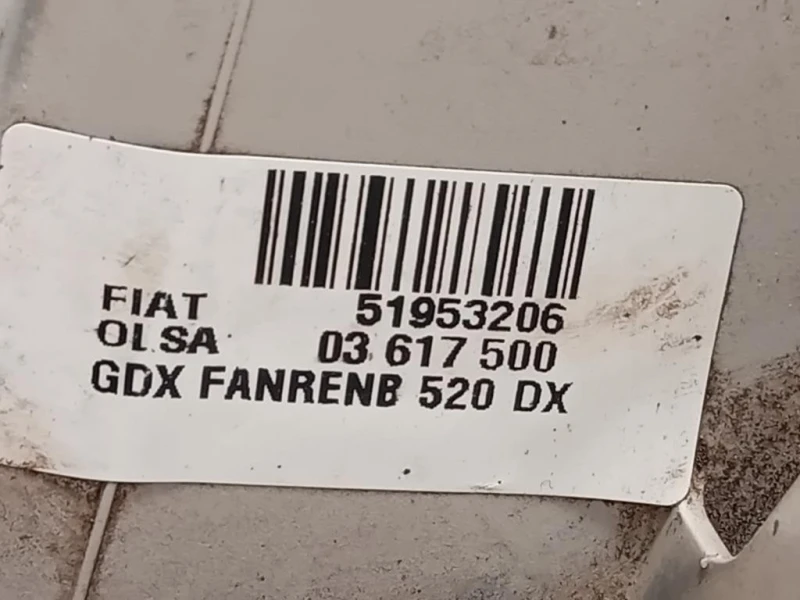 FIAT 51953206
OLSA 03 617 500
GDX FANRENB 520 DX